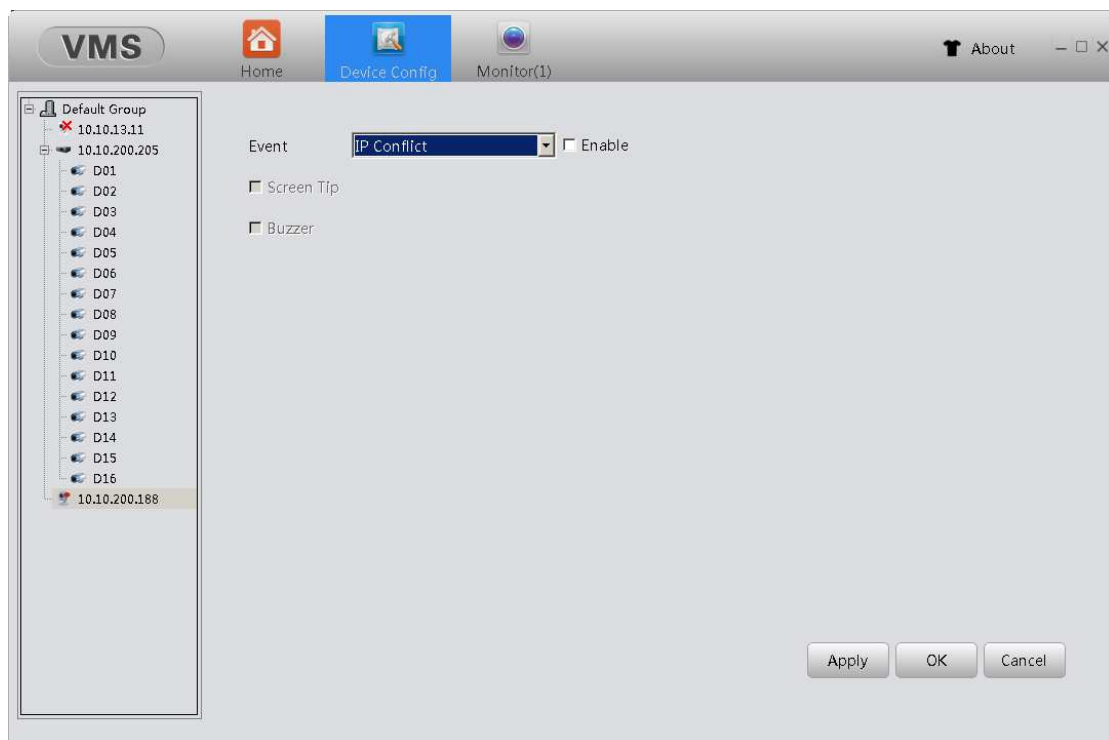 VMS
Home
Device Config
Monitor(1)
About
Default Group
10.10.13.11
10.10.200.205
D01
D02
D03
D04
D05
D06
D07
D08
D09
D10
D11
D12
D13
D14
D15
D16
10.10.200.188
Event IP Conflict Enable
Screen Tip
Buzzer
Apply OK Cancel